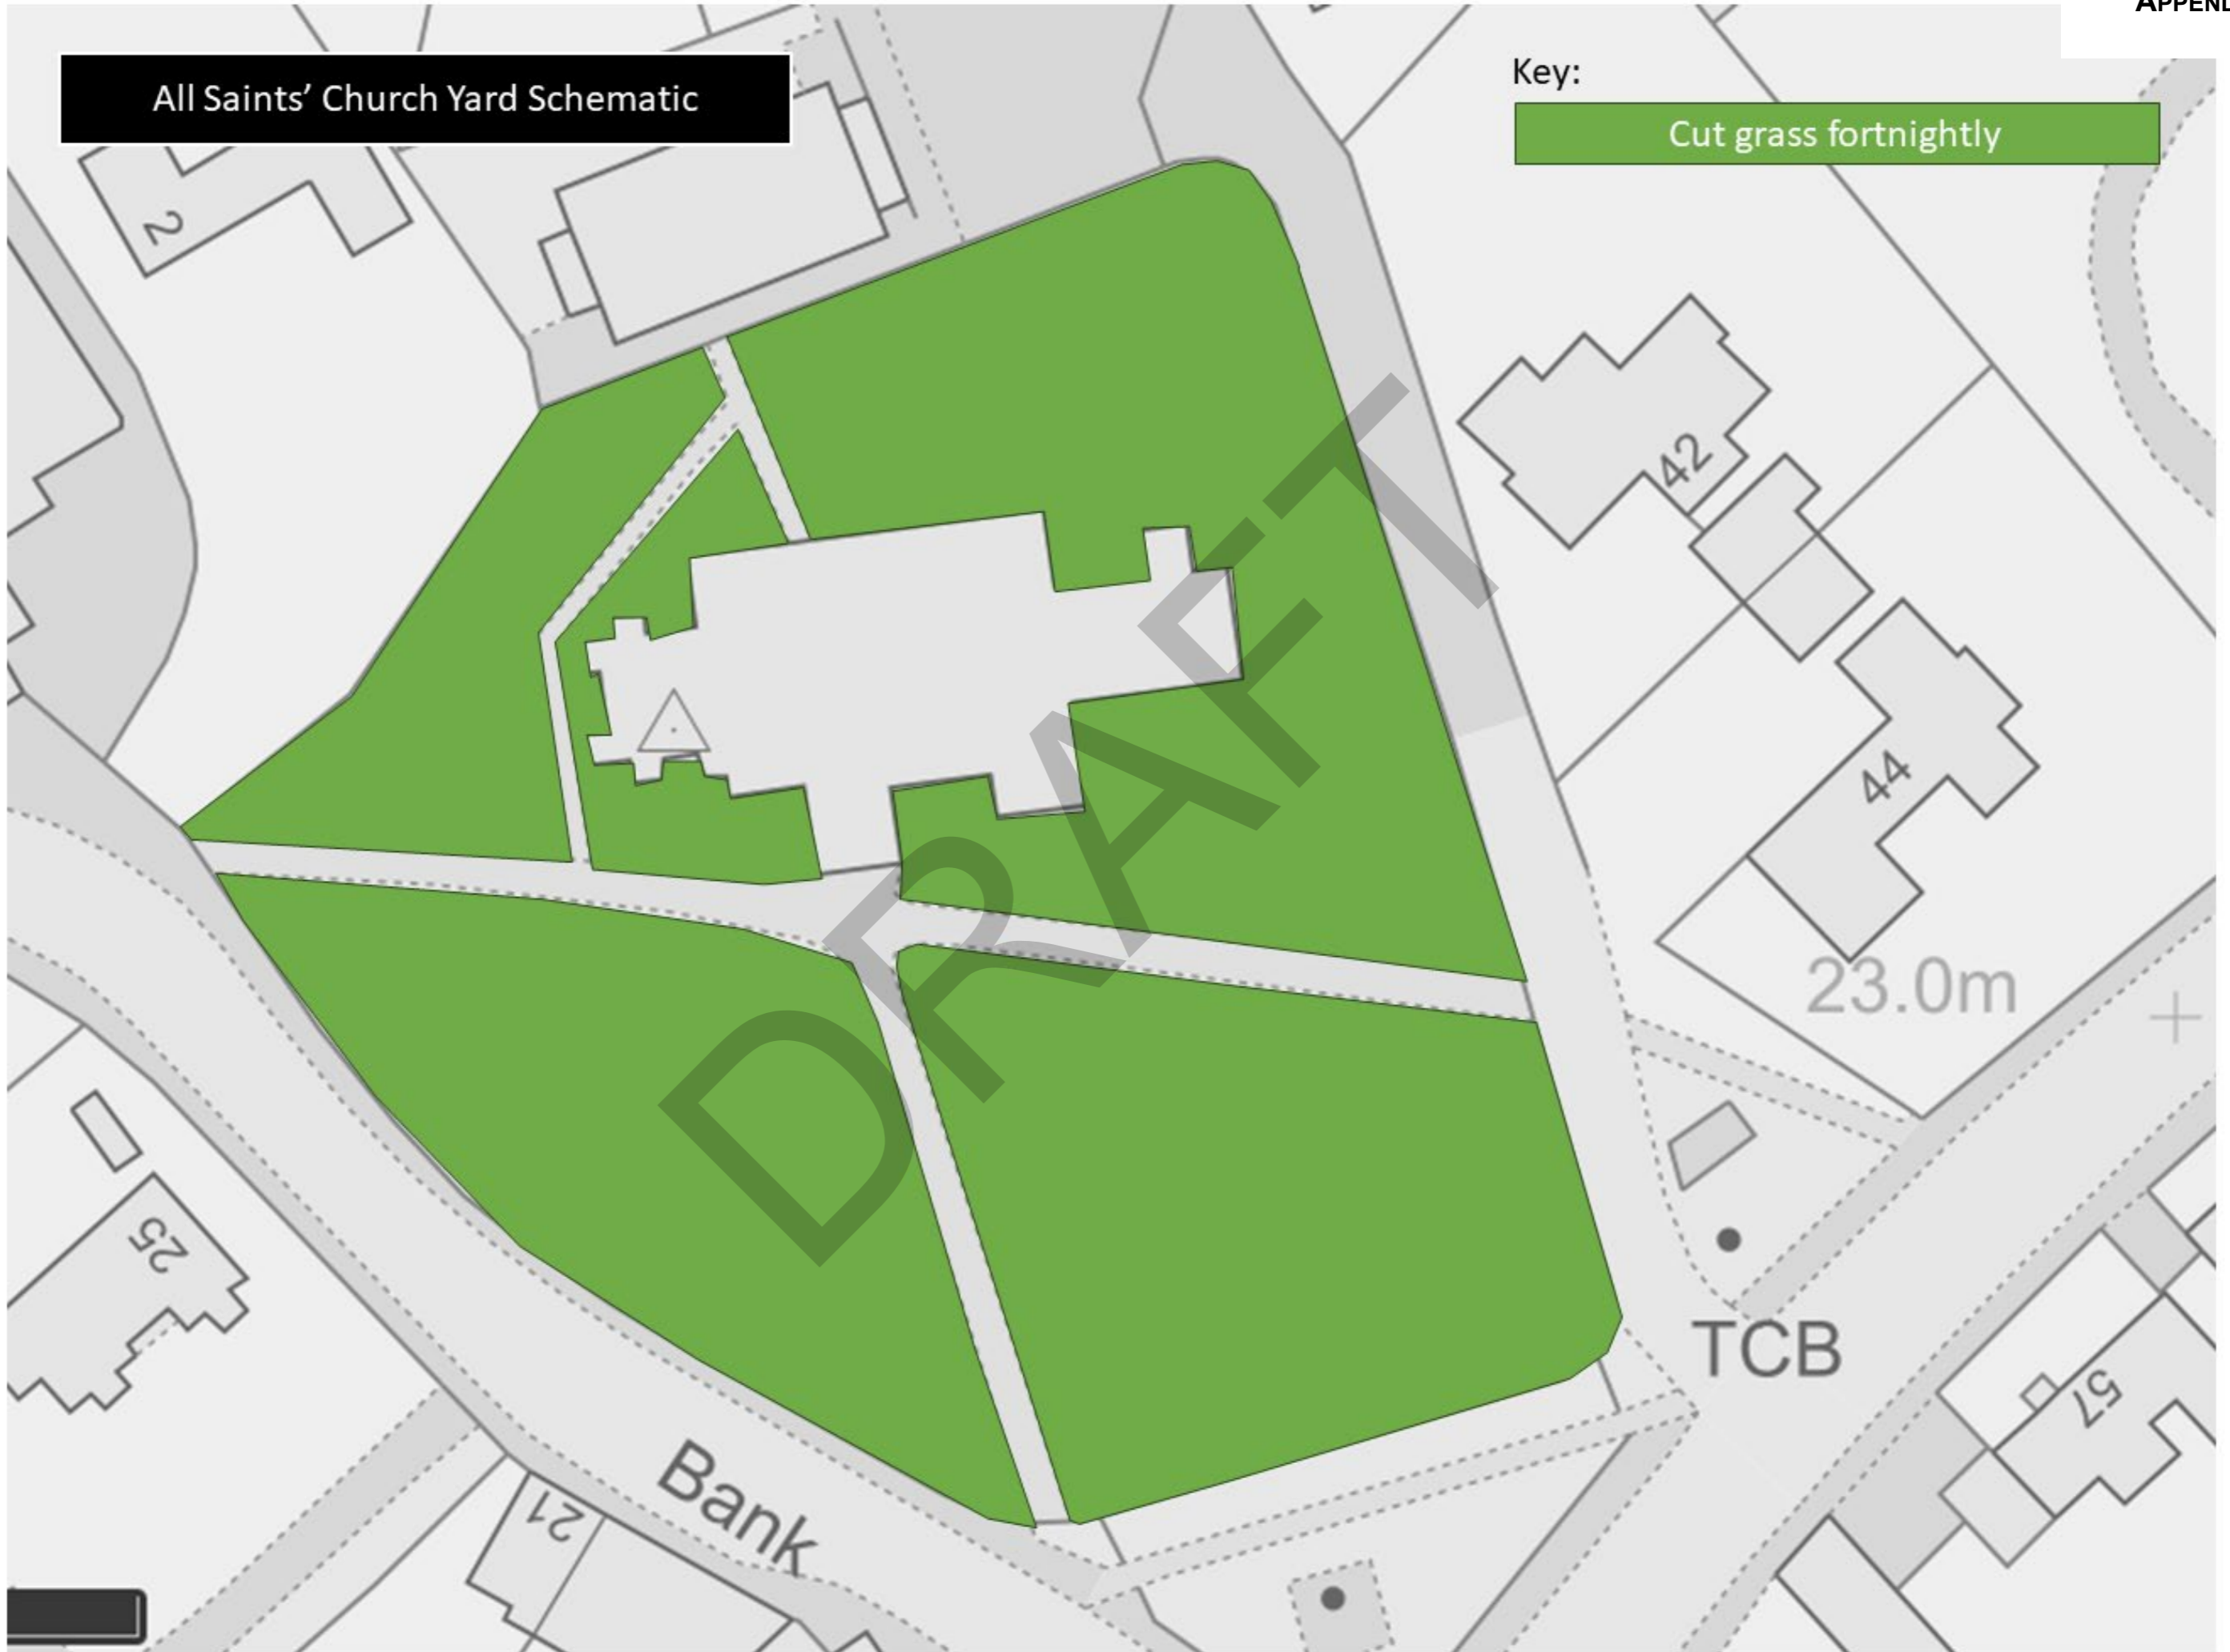 APPEND
All Saints’ Church Yard Schematic
Key:
Cut grass fortnightly
2
42
44
23.0m
DRAFT
25
TCB
57
Bank
21